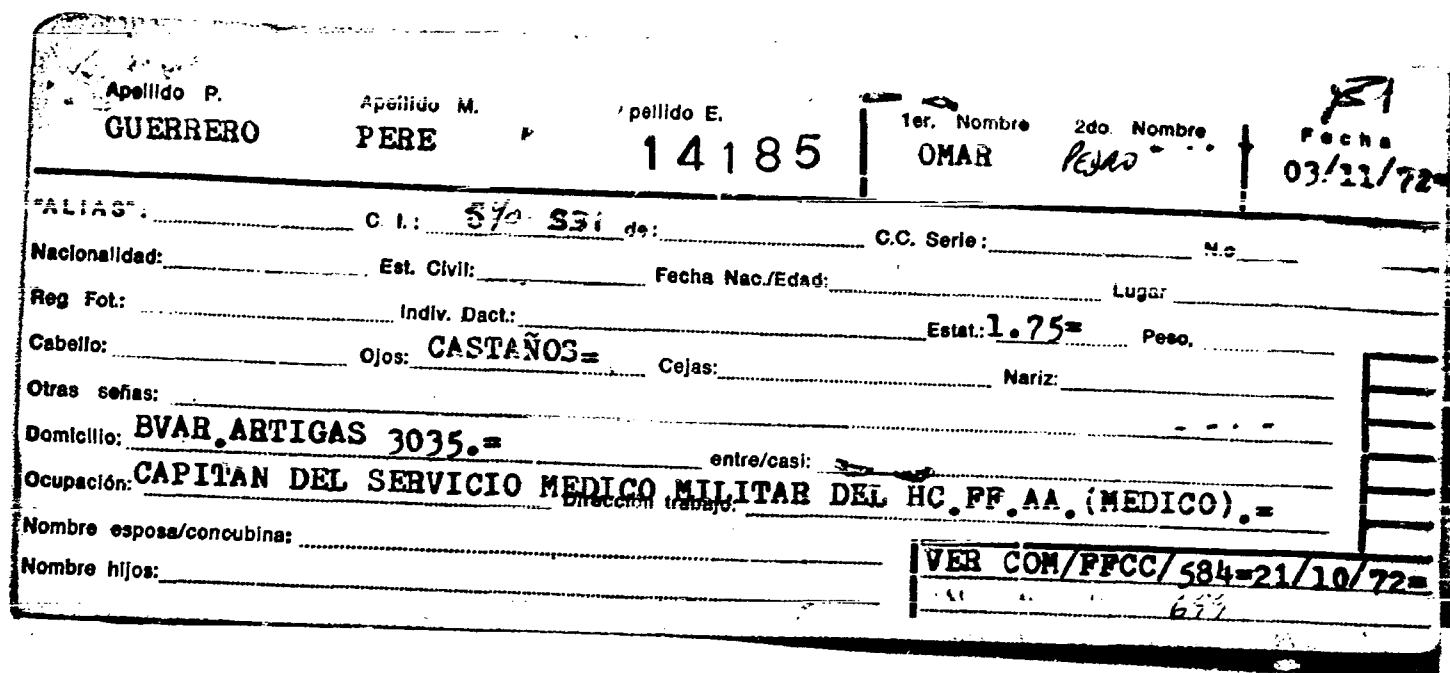 Apellido P. Apellido M. Apellido E. 1er. Nombre 2do. Nombre Fecha
GUERRERO PERE 14185 OMAR PEDRO 03/11/72=
"ALIAS": C. I.: de: C.C. Serie: N.o
Nacionalidad: Est. Civil: Fecha Nac./Edad: Lugar
Reg Fot.: Indiv. Dact.: Estat.: 1.75= Peso.
Cabello: Ojos: CASTAÑOS= Cejas: Nariz:
Otras señas:
Domicilio: BVAR.ARTIGAS 3035.= entre/casi:
Ocupación: CAPITAN DEL SERVICIO MEDICO MILITAR DEL HC.FF.AA.(MEDICO).=
Dirección trabajo:
Nombre esposa/concubina:
VER COM/FFCC/584=21/10/72=
Nombre hijos: